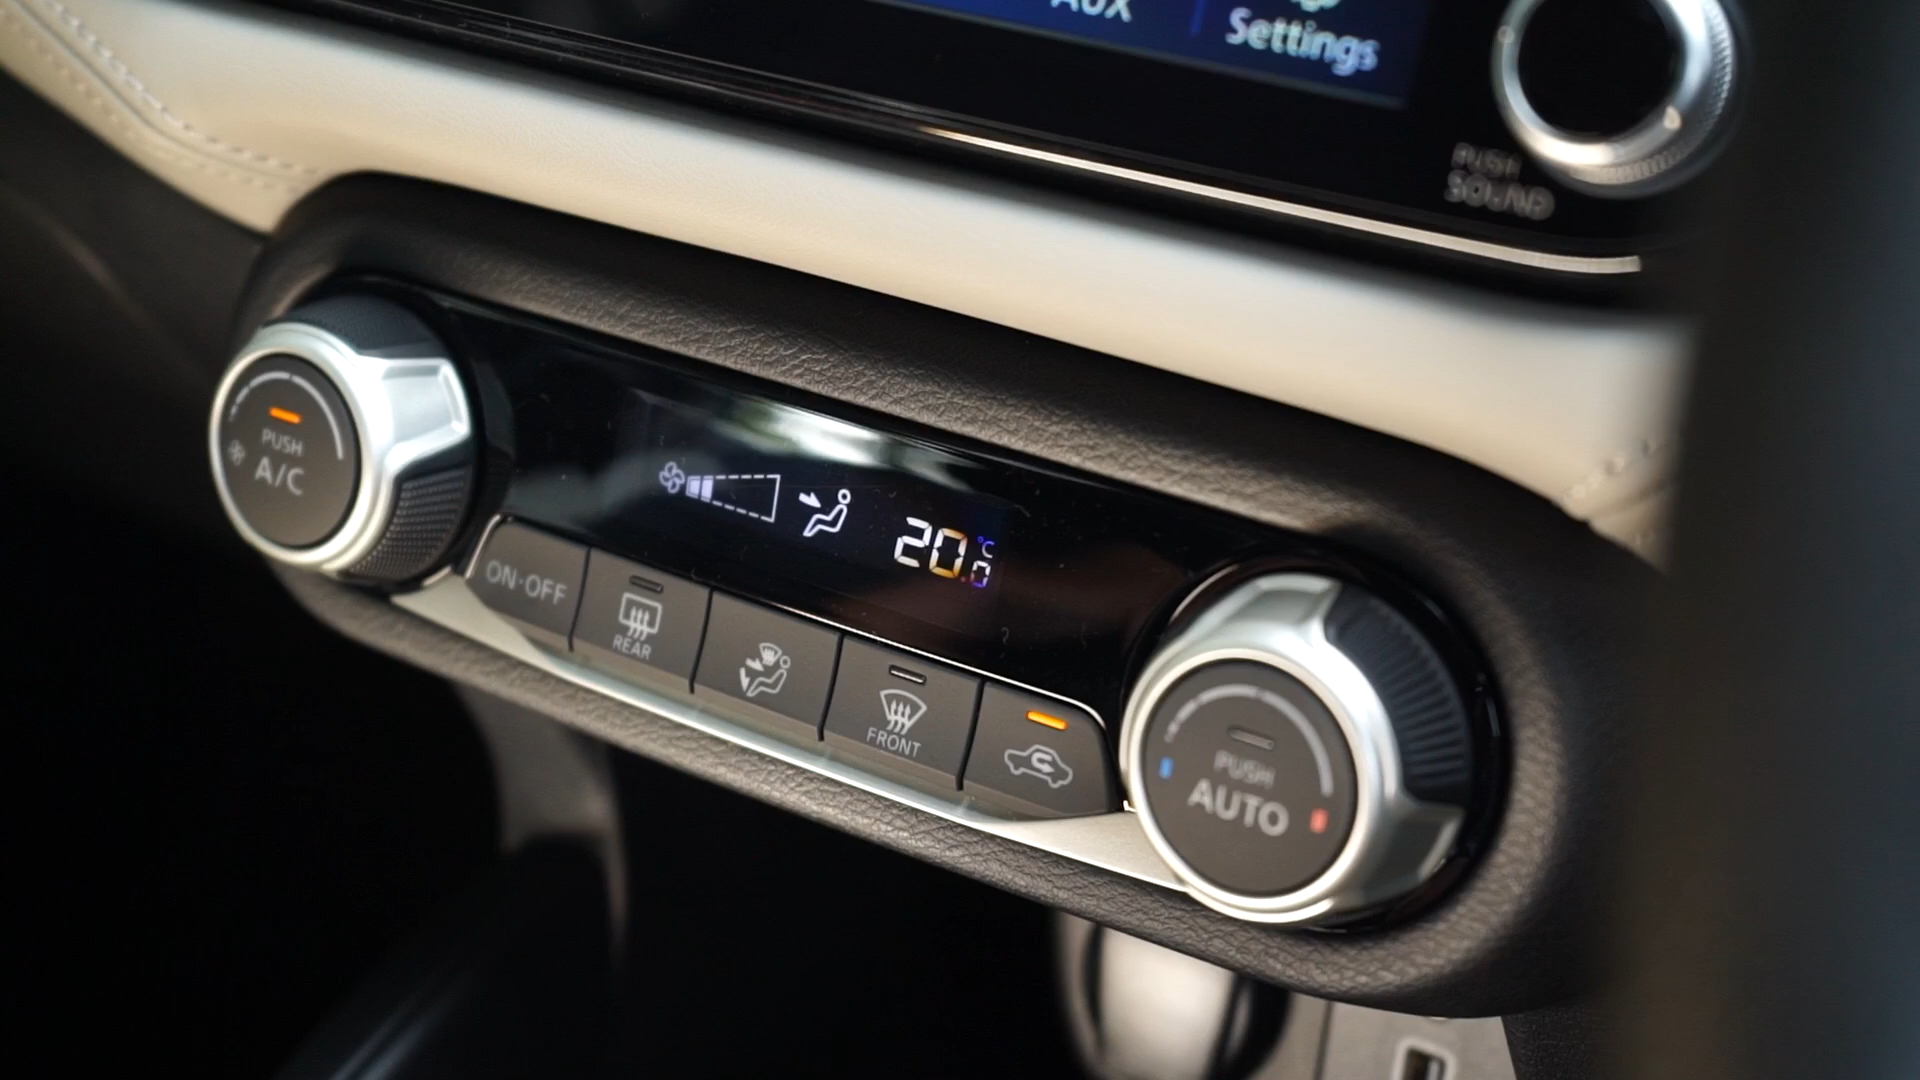 AUX
Settings
PUSH
SOUND
PUSH
A/C
20.0
°C
ON·OFF
REAR
FRONT
PUSH
AUTO